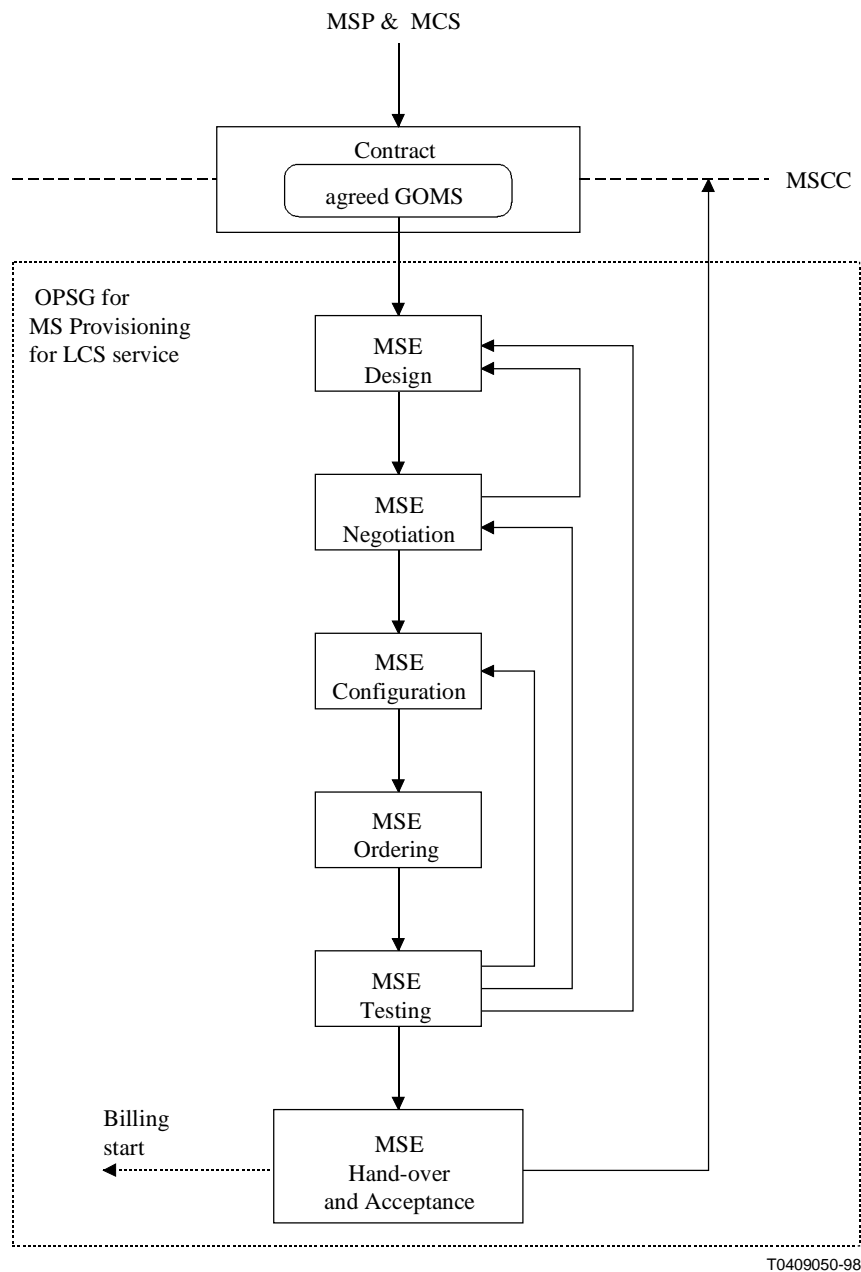 MSP & MCS
Contract
agreed GOMS
MSCC
OPSG for
MS Provisioning
for LCS service
MSE
Design
MSE
Negotiation
MSE
Configuration
MSE
Ordering
MSE
Testing
Billing
start
MSE
Hand-over
and Acceptance
T0409050-98